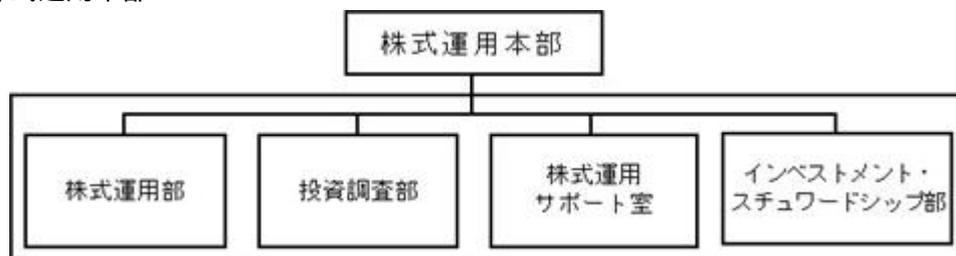 株式運用本部
株式運用部
投資調査部
株式運用
サポート室
インベストメント・
スチュワードシップ部